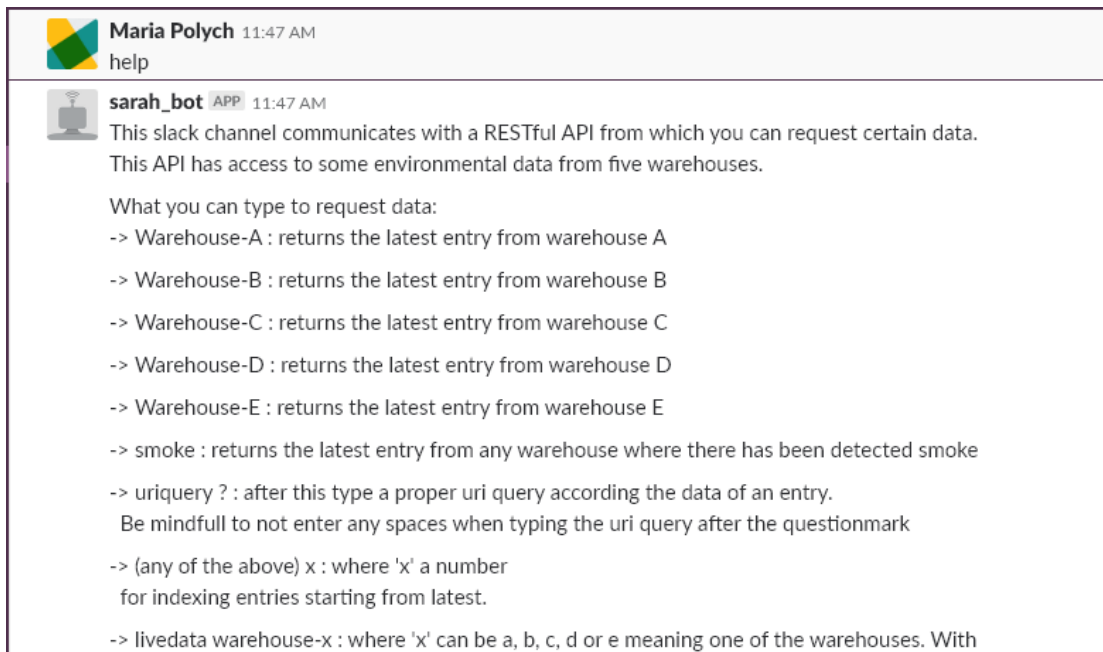 Maria Polych 11:47 AM
help
sarah_bot APP 11:47 AM
This slack channel communicates with a RESTful API from which you can request certain data.
This API has access to some environmental data from five warehouses.
What you can type to request data:
-> Warehouse-A : returns the latest entry from warehouse A
-> Warehouse-B : returns the latest entry from warehouse B
-> Warehouse-C : returns the latest entry from warehouse C
-> Warehouse-D : returns the latest entry from warehouse D
-> Warehouse-E : returns the latest entry from warehouse E
-> smoke : returns the latest entry from any warehouse where there has been detected smoke
-> uriquery ? : after this type a proper uri query according the data of an entry.
Be mindfull to not enter any spaces when typing the uri query after the questionmark
-> (any of the above) x : where 'x' a number
for indexing entries starting from latest.
-> livedata warehouse-x : where 'x' can be a, b, c, d or e meaning one of the warehouses. With